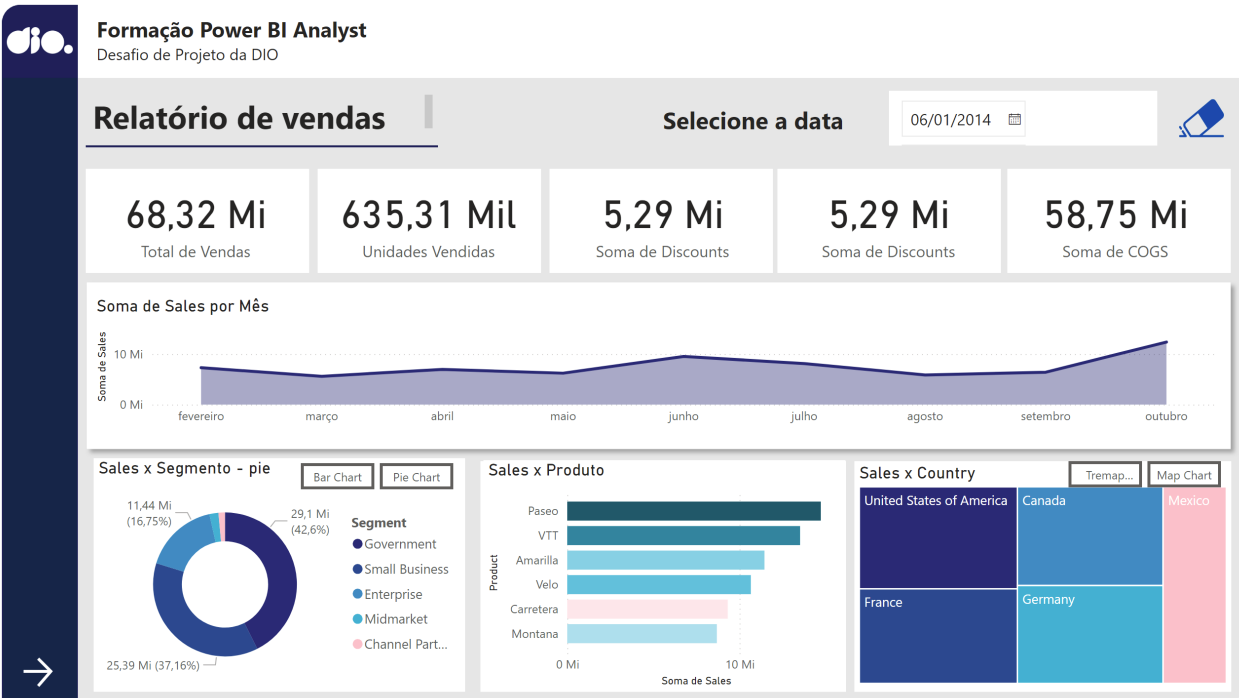 dio.
Formação Power BI Analyst
Desafio de Projeto da DIO
Relatório de vendas
Selecione a data
06/01/2014
68,32 Mi
Total de Vendas
635,31 Mil
Unidades Vendidas
5,29 Mi
Soma de Discounts
5,29 Mi
Soma de Discounts
58,75 Mi
Soma de COGS
Soma de Sales por Mês
Soma de Sales
10 Mi
0 Mi
fevereiro março abril maio junho julho agosto setembro outubro
Sales x Segmento - pie
Bar Chart
Pie Chart
11,44 Mi
(16,75%)
29,1 Mi
(42,6%)
25,39 Mi (37,16%)
Segment
Government
Small Business
Enterprise
Midmarket
Channel Part...
Sales x Produto
Product
Paseo
VTT
Amarilla
Velo
Carretera
Montana
0 Mi 10 Mi
Soma de Sales
Sales x Country
Tremap...
Map Chart
United States of America
Canada
Mexico
France
Germany